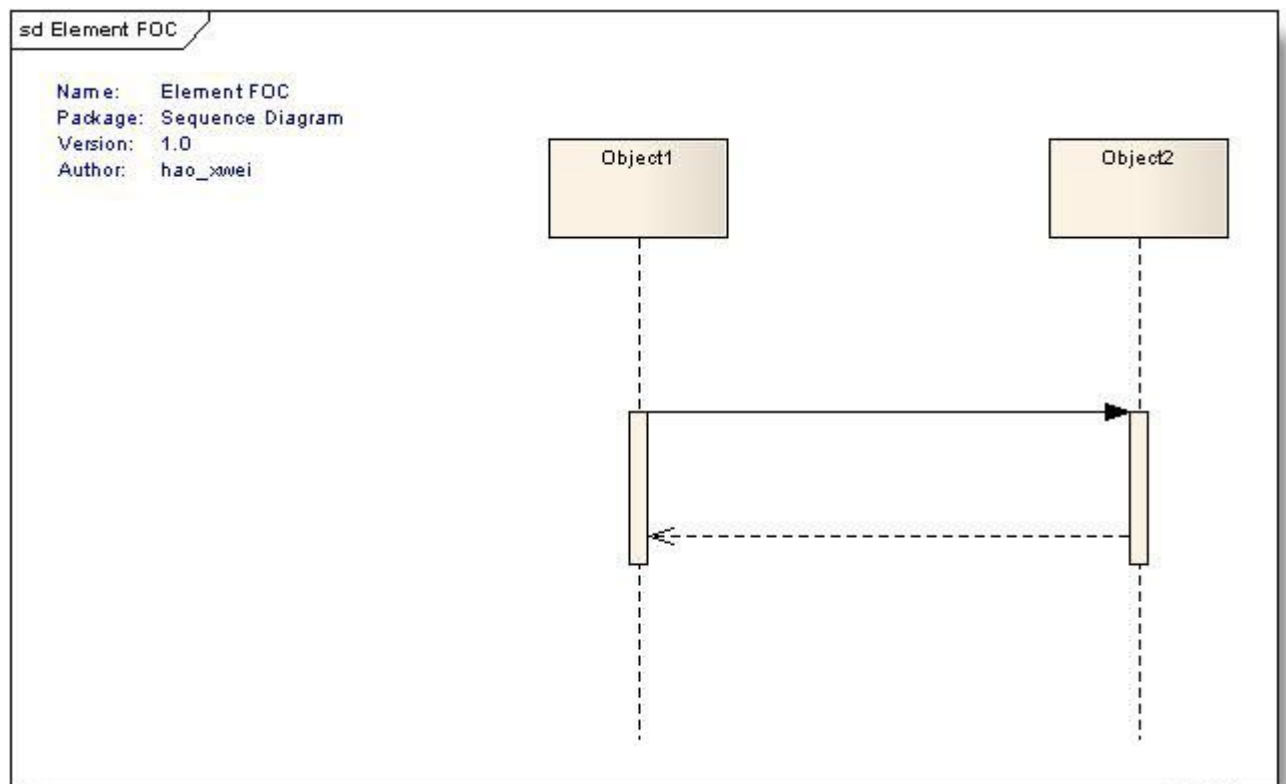 sd Element FOC
Name: Element FOC
Package: Sequence Diagram
Version: 1.0
Author: hao_xwei
Object1
Object2